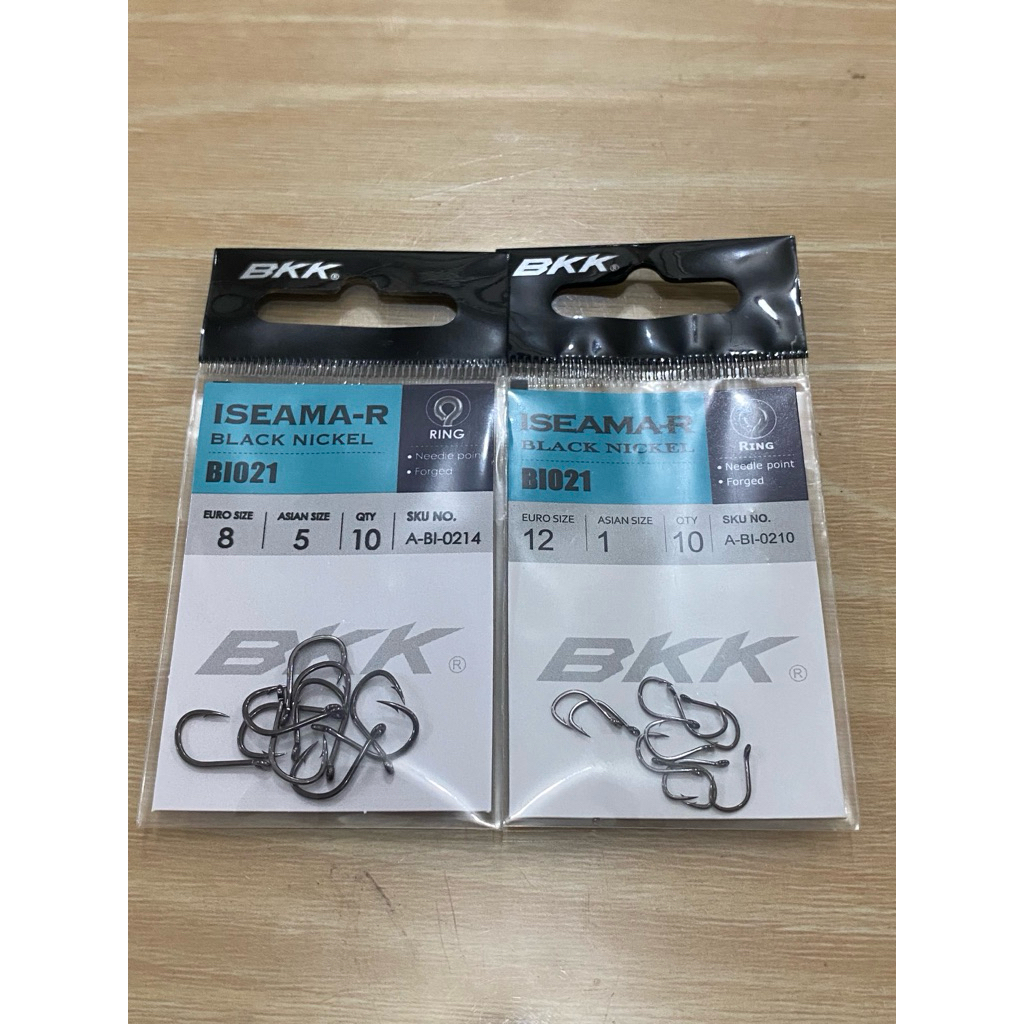 BKK®
ISEAMA-R
BLACK NICKEL
BI021
RING
• Needle point
• Forged
EURO SIZE
8
ASIAN SIZE
5
QTY
10
SKU NO.
A-BI-0214
BKK®
BKK®
ISEAMA-R
BLACK NICKEL
BI021
RING
• Needle point
• Forged
EURO SIZE
12
ASIAN SIZE
1
QTY
10
SKU NO.
A-BI-0210
BKK®